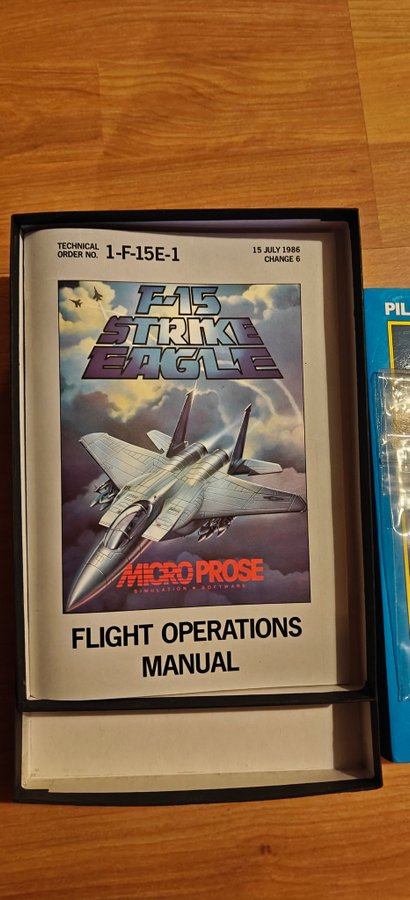 TECHNICAL
ORDER NO. 1-F-15E-1
15 JULY 1986
CHANGE 6
F-15
STRIKE
EAGLE
MICRO PROSE
SIMULATION • SOFTWARE
FLIGHT OPERATIONS
MANUAL
PIL